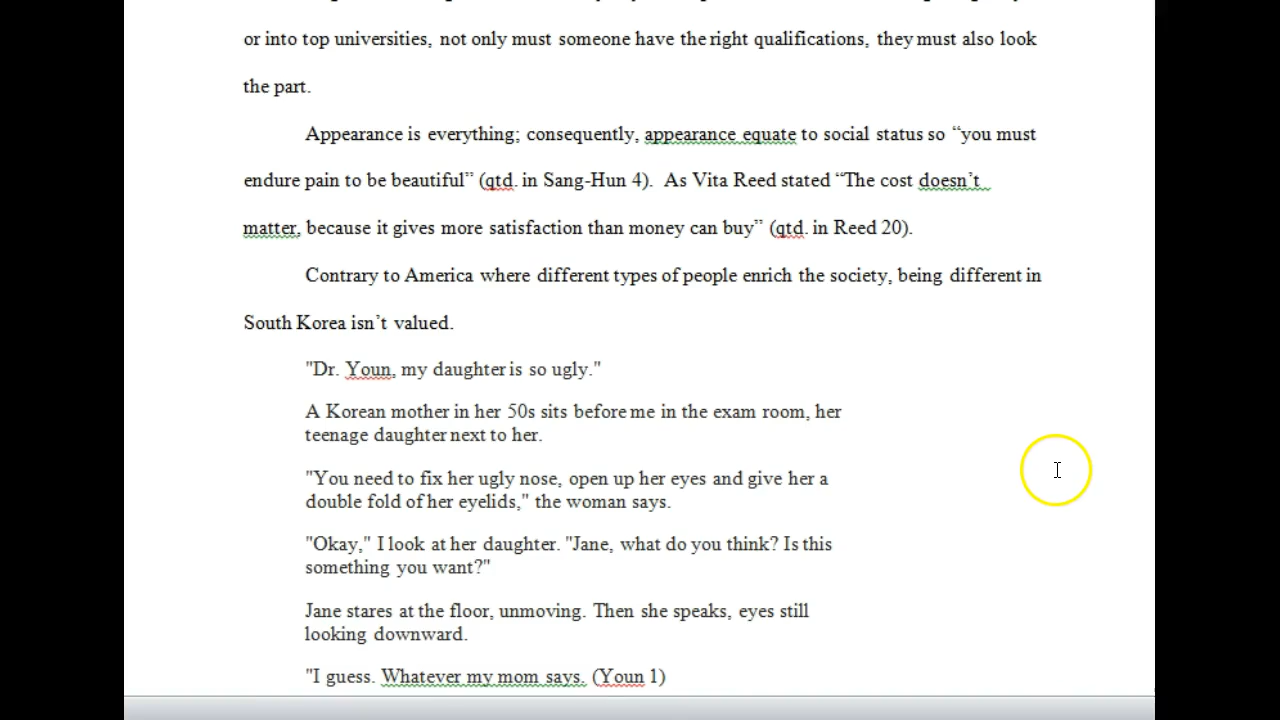 or into top universities, not only must someone have the right qualifications, they must also look
the part.
Appearance is everything; consequently, appearance equate to social status so “you must
endure pain to be beautiful” (qtd. in Sang-Hun 4).  As Vita Reed stated “The cost doesn’t
matter, because it gives more satisfaction than money can buy” (qtd. in Reed 20).
Contrary to America where different types of people enrich the society, being different in
South Korea isn’t valued.
"Dr. Youn, my daughter is so ugly."
A Korean mother in her 50s sits before me in the exam room, her
teenage daughter next to her.
"You need to fix her ugly nose, open up her eyes and give her a
double fold of her eyelids," the woman says.
"Okay," I look at her daughter. "Jane, what do you think? Is this
something you want?"
Jane stares at the floor, unmoving. Then she speaks, eyes still
looking downward.
"I guess. Whatever my mom says. (Youn 1)